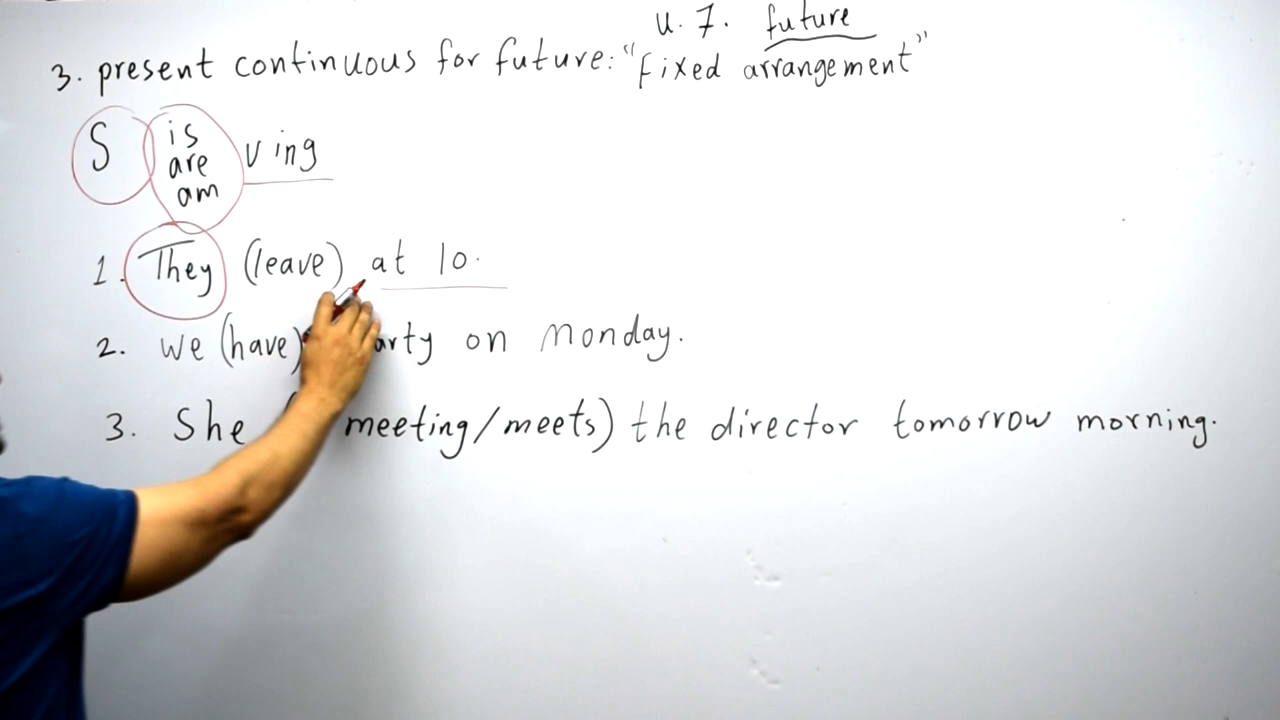 u. 7. future
3. present continuous for future: "Fixed arrangement"
S is are am Ving
1. They (leave) at 10.
2. we (have) on monday.
3. She meeting/meets) the director tomorrow morning.